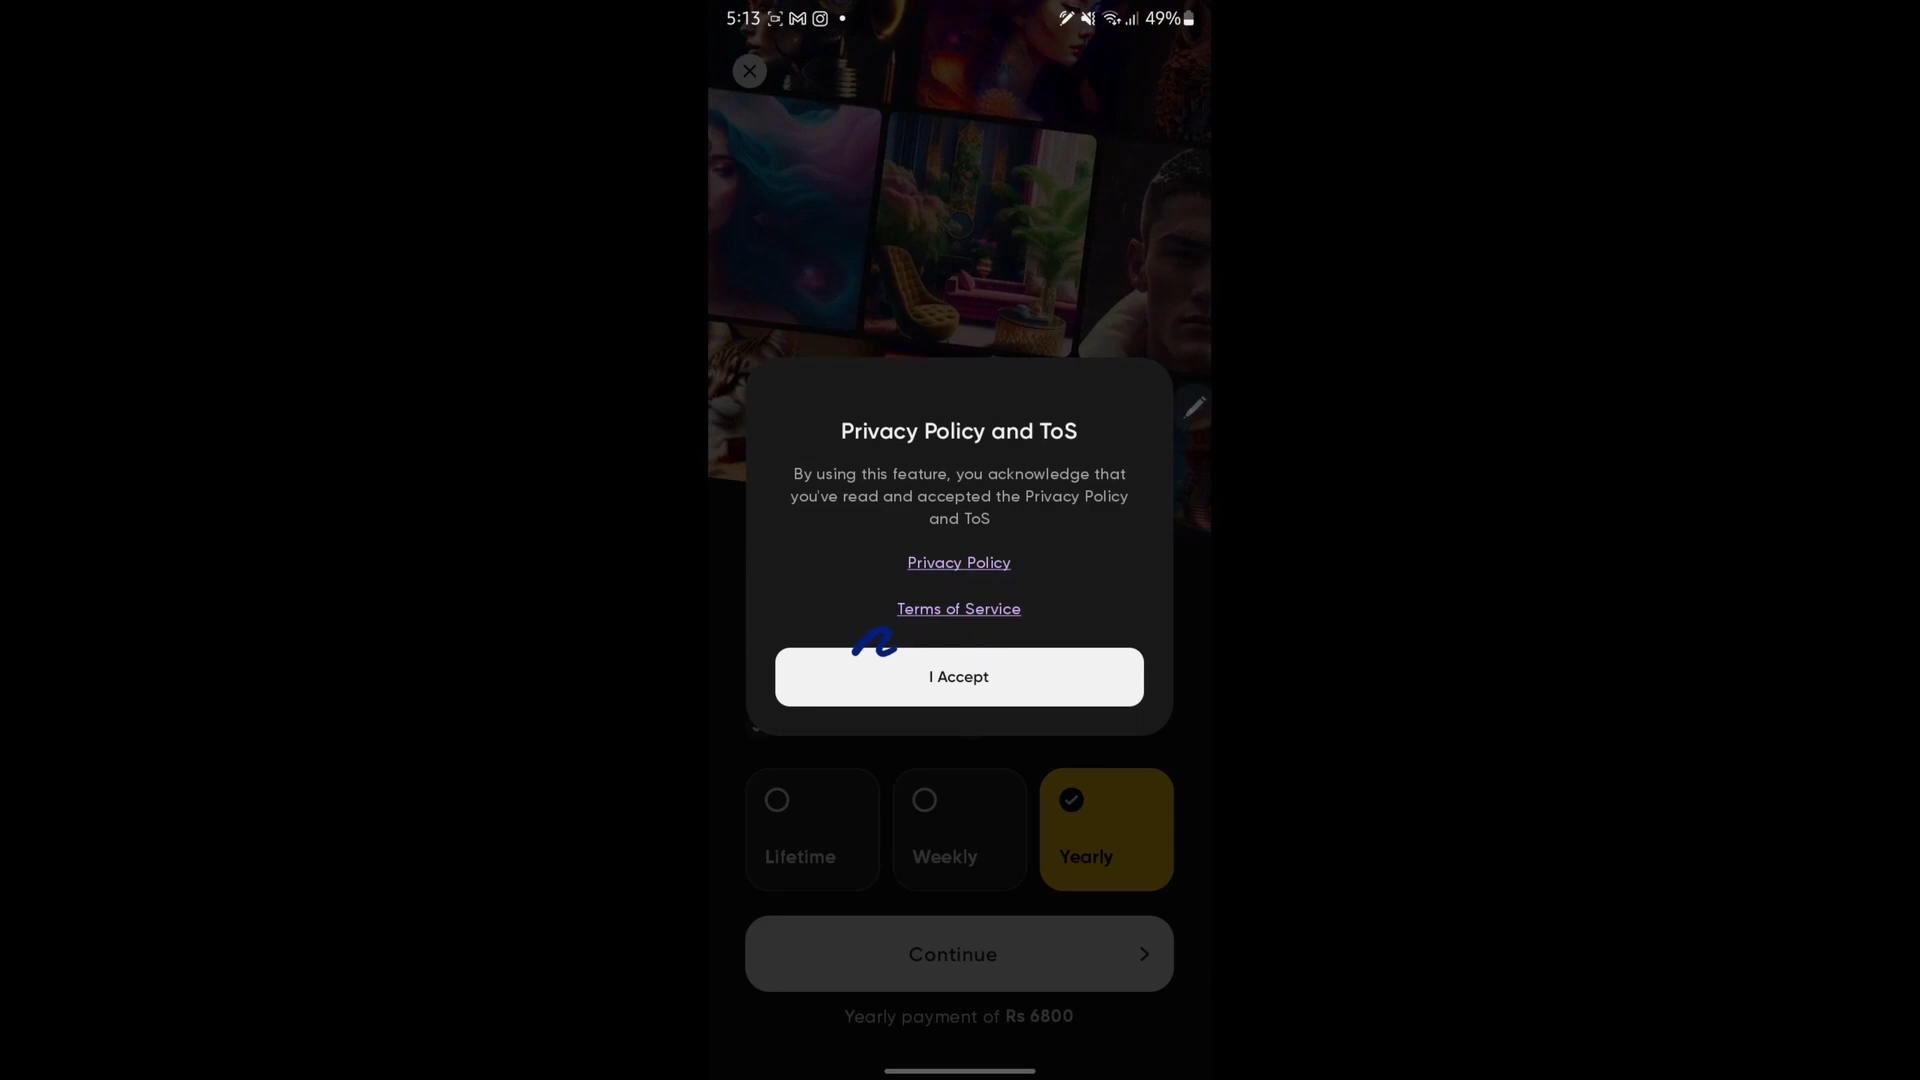 5:13
49%
Privacy Policy and ToS
By using this feature, you acknowledge that
you've read and accepted the Privacy Policy
and ToS
Privacy Policy
Terms of Service
I Accept
Lifetime
Weekly
Yearly
Continue
Yearly payment of Rs 6800